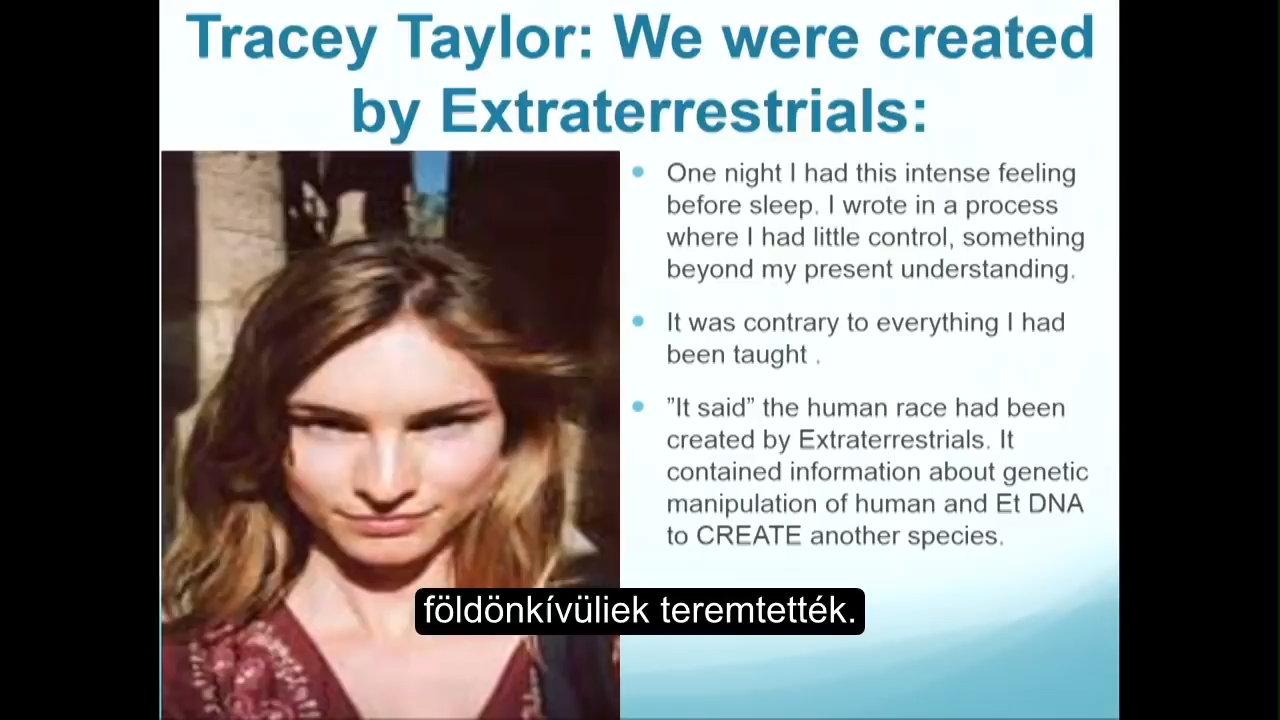 Tracey Taylor: We were created
by Extraterrestrials:
• One night I had this intense feeling
before sleep. I wrote in a process
where I had little control, something
beyond my present understanding.
• It was contrary to everything I had
been taught .
• ”It said” the human race had been
created by Extraterrestrials. It
contained information about genetic
manipulation of human and Et DNA
to CREATE another species.
földönkívüliek teremtették.